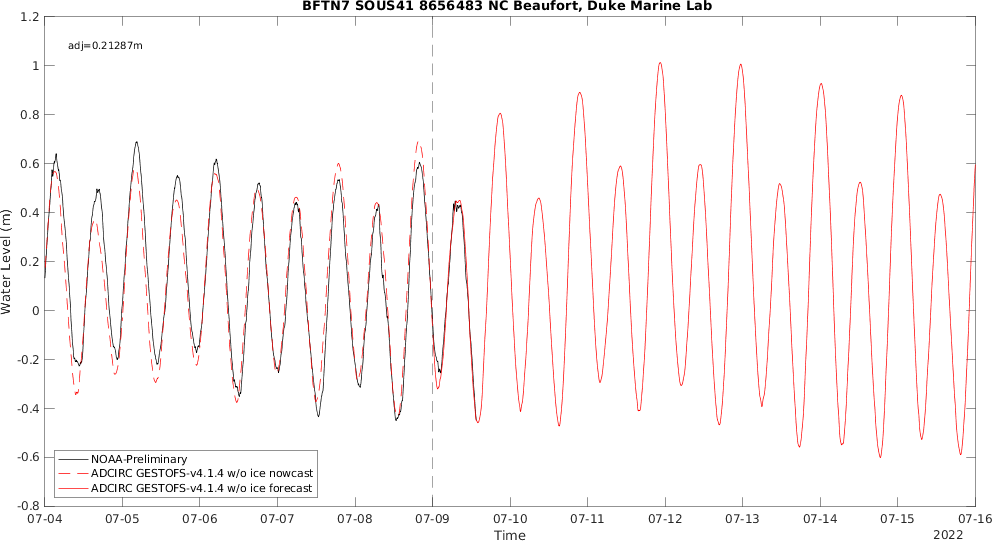 BFTN7 SOUS41 8656483 NC Beaufort, Duke Marine Lab
adj=0.21287m
1.2
1
0.8
0.6
0.4
0.2
0
-0.2
-0.4
-0.6
-0.8
Water Level (m)
NOAA-Preliminary
ADCIRC GESTOFS-v4.1.4 w/o ice nowcast
ADCIRC GESTOFS-v4.1.4 w/o ice forecast
07-04 07-05 07-06 07-07 07-08 07-09 07-10 07-11 07-12 07-13 07-14 07-15 07-16
Time
2022